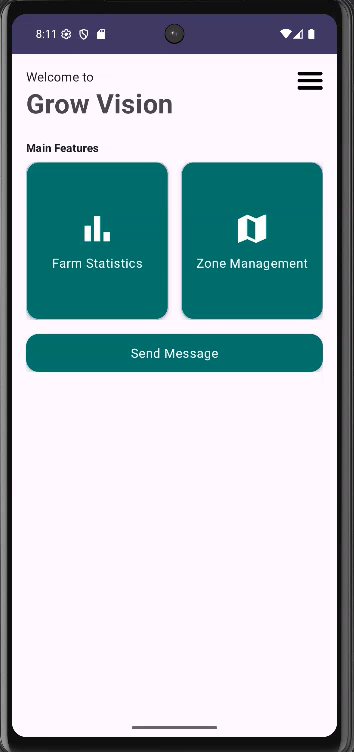 8:11
Welcome to
Grow Vision
Main Features
Farm Statistics
Zone Management
Send Message